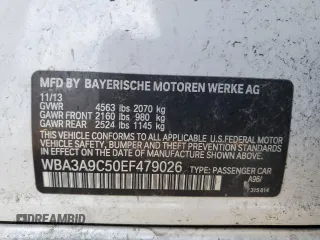 MFD BY BAYERISCHE MOTOREN WERKE AG
11/13
GVWR 4563 lbs 2070 kg
GAWR FRONT 2160 lbs 980 kg
GAWR REAR 2524 lbs 1145 kg
THIS VEHICLE CONFORMS TO ALL APPLICABLE U.S.FEDERAL MOTOR
VEHICLE SAFETY, BUMPER, AND THEFT PREVENTION STANDARDS
IN EFFECT ON THE DATE OF MANUFACTURE SHOWN ABOVE.
WBA3A9C50EF479026 TYPE: PASSENGER CAR
A96/
7315414
DREAMBID